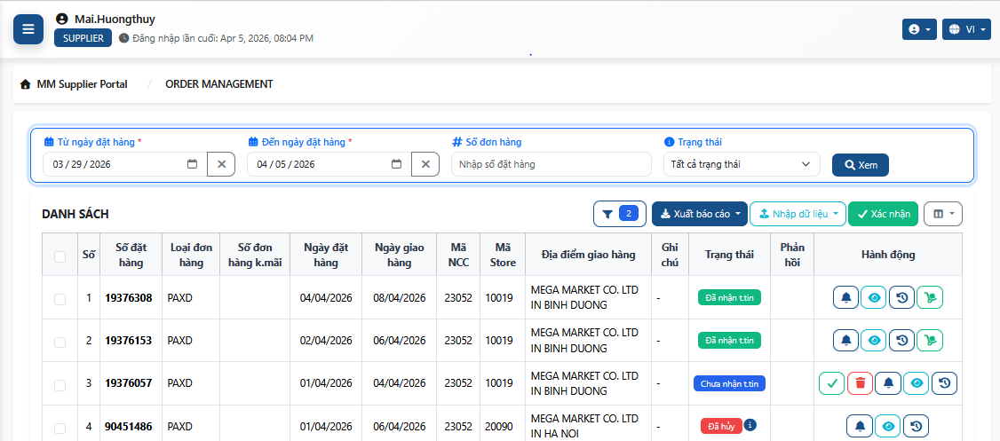 Mai.Huongthuy
SUPPLIER Đăng nhập lần cuối: Apr 5, 2026, 08:04 PM
VI
MM Supplier Portal / ORDER MANAGEMENT
Từ ngày đặt hàng * Đến ngày đặt hàng * Số đơn hàng Trạng thái
03 / 29 / 2026 04 / 05 / 2026 Nhập số đặt hàng Tất cả trạng thái Xem
DANH SÁCH 2 Xuất báo cáo Nhập dữ liệu Xác nhận
Số Số đặt hàng Loại đơn hàng Số đơn hàng k.mãi Ngày đặt hàng Ngày giao hàng Mã NCC Mã Store Địa điểm giao hàng Ghi chú Trạng thái Phản hồi Hành động
1 19376308 PAXD 04/04/2026 08/04/2026 23052 10019 MEGA MARKET CO. LTD IN BINH DUONG - Đã nhận t.tin
2 19376153 PAXD 02/04/2026 06/04/2026 23052 10019 MEGA MARKET CO. LTD IN BINH DUONG - Đã nhận t.tin
3 19376057 PAXD 01/04/2026 04/04/2026 23052 10019 MEGA MARKET CO. LTD IN BINH DUONG - Chưa nhận t.tin
4 90451486 PAXD 01/04/2026 06/04/2026 23052 20090 MEGA MARKET CO. LTD IN HA NOI - Đã hủy